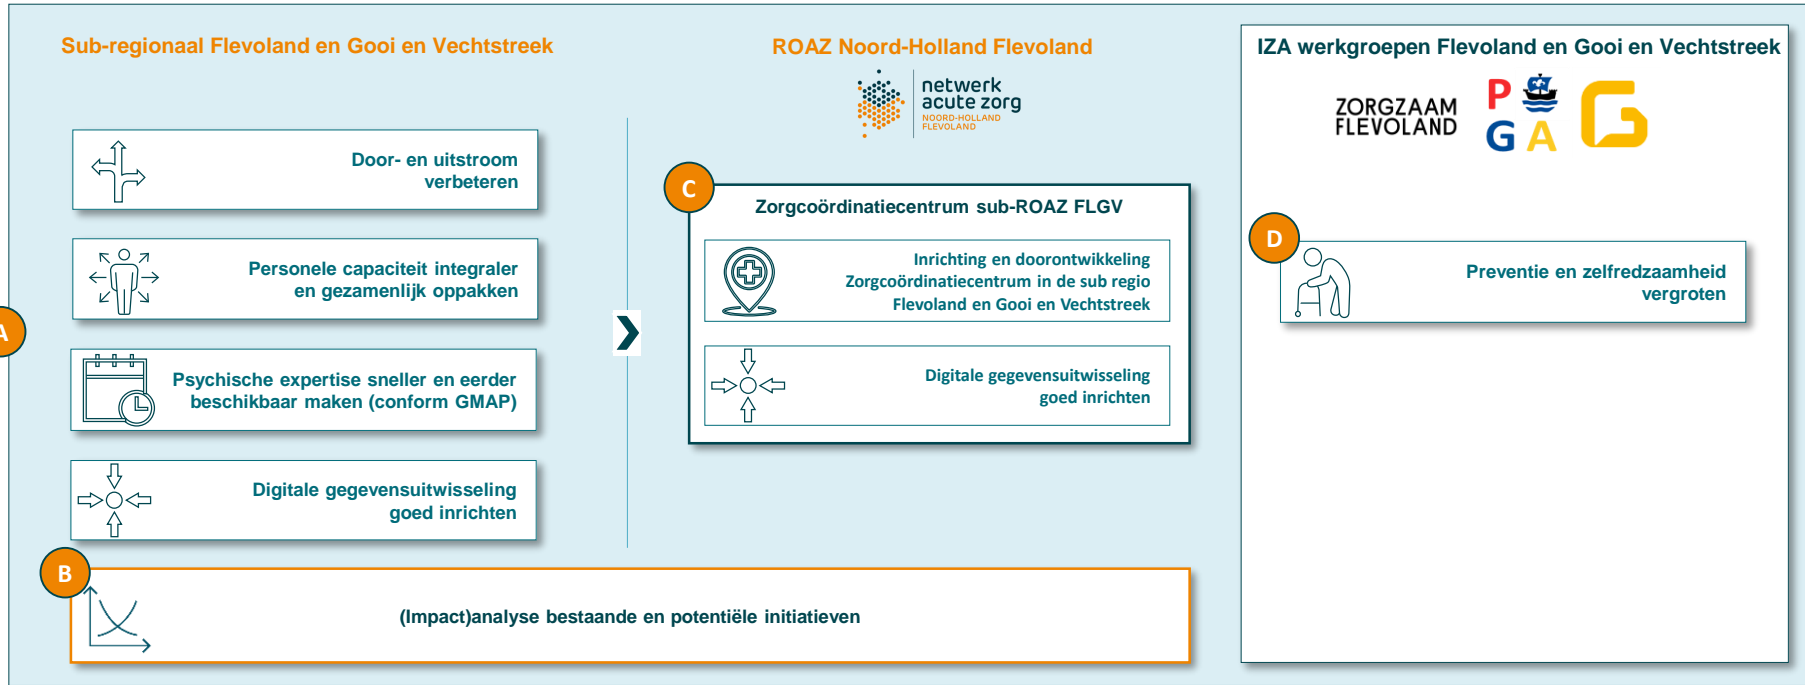 Sub-regionaal Flevoland en Gooi en Vechtstreek
A
Door- en uitstroom
verbeteren
Personele capaciteit integraler
en gezamenlijk oppakken
Psychische expertise sneller en eerder
beschikbaar maken (conform GMAP)
Digitale gegevensuitwisseling
goed inrichten
B
(Impact)analyse bestaande en potentiële initiatieven
ROAZ Noord-Holland Flevoland
netwerk
acute zorg
NOORD-HOLLAND
FLEVOLAND
C
Zorgcoördinatiecentrum sub-ROAZ FLGV
Inrichting en doorontwikkeling
Zorgcoördinatiecentrum in de sub regio
Flevoland en Gooi en Vechtstreek
Digitale gegevensuitwisseling
goed inrichten
IZA werkgroepen Flevoland en Gooi en Vechtstreek
ZORGZAAM
FLEVOLAND
P
G A
G
D
Preventie en zelfredzaamheid
vergroten